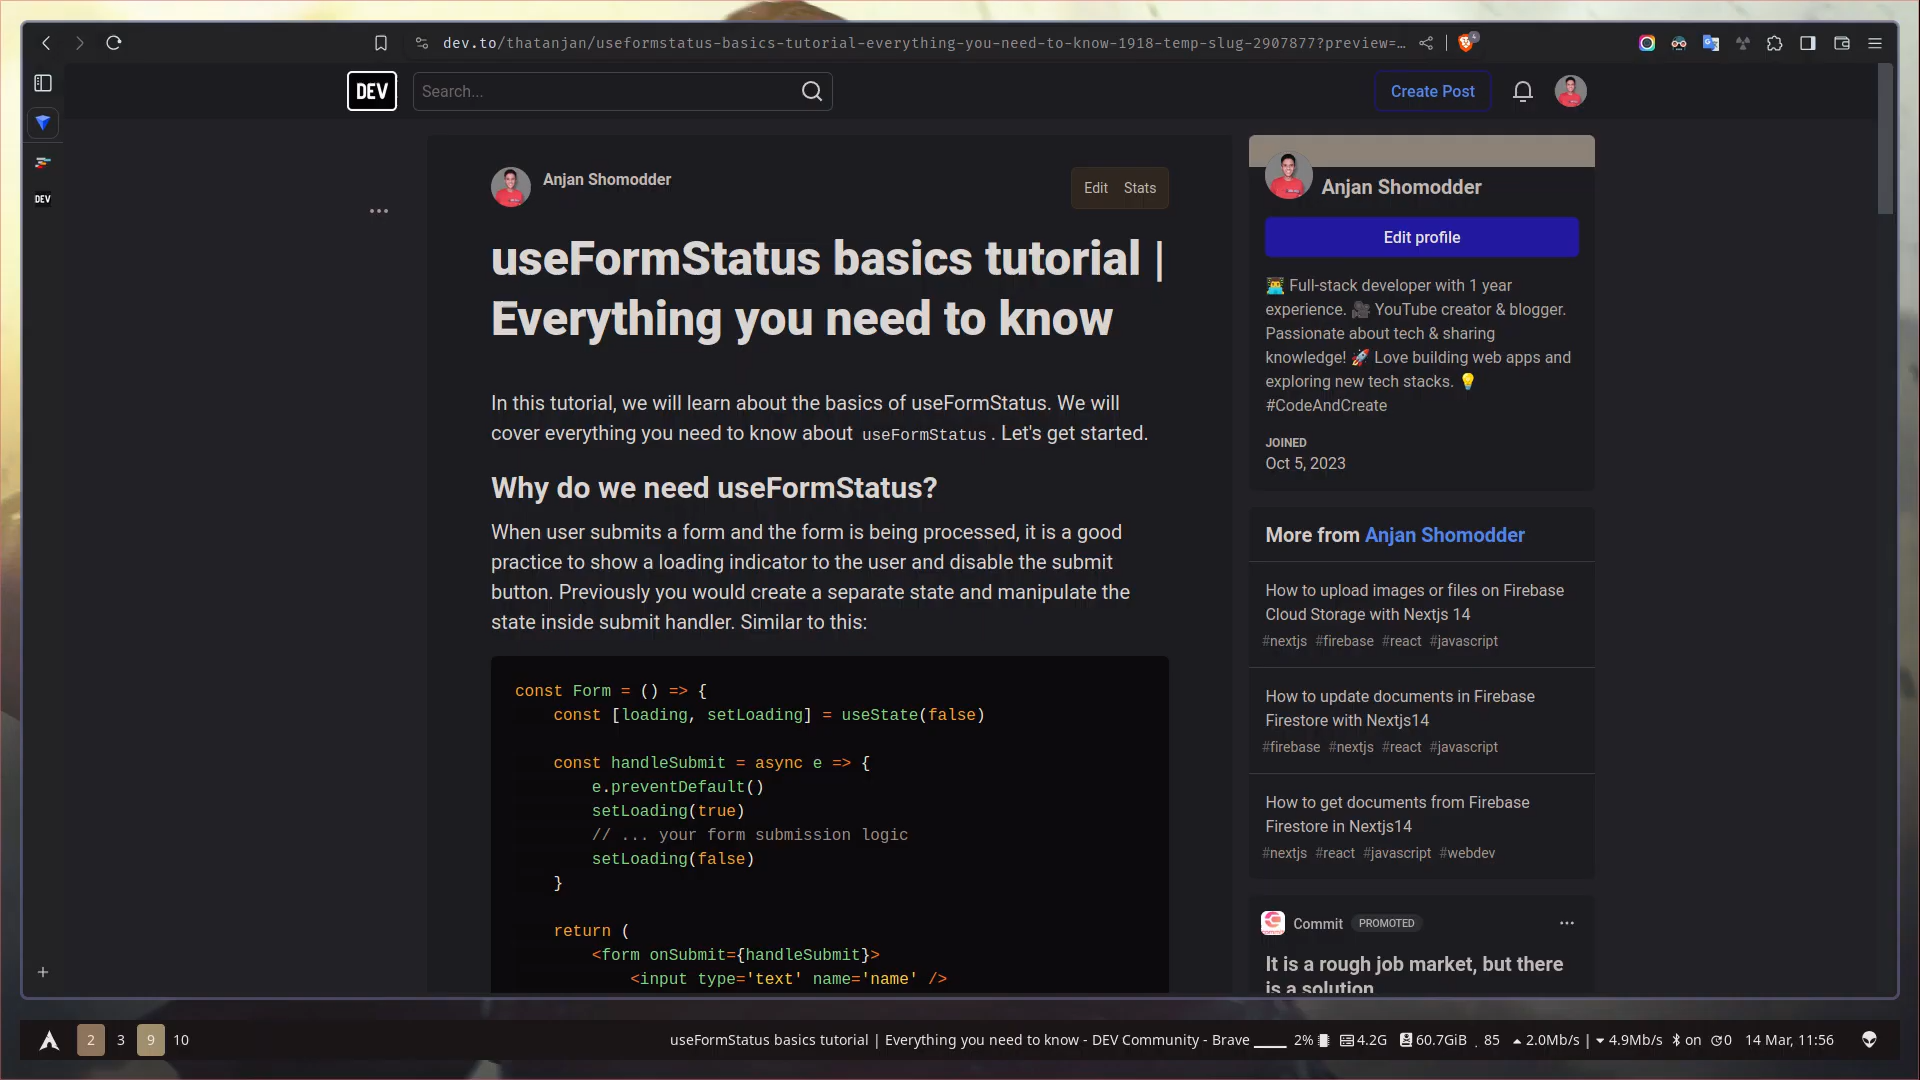 dev.to/thatanjan/useformstatus-basics-tutorial-everything-you-need-to-know-1918-temp-slug-2907877?preview=…
4
DEV
Search...
Create Post
DEV
Anjan Shomodder
Edit Stats
useFormStatus basics tutorial |
Everything you need to know
In this tutorial, we will learn about the basics of useFormStatus. We will
cover everything you need to know about useFormStatus. Let's get started.
Why do we need useFormStatus?
When user submits a form and the form is being processed, it is a good
practice to show a loading indicator to the user and disable the submit
button. Previously you would create a separate state and manipulate the
state inside submit handler. Similar to this:
const Form = () => {
const [loading, setLoading] = useState(false)
const handleSubmit = async e => {
e.preventDefault()
setLoading(true)
// ... your form submission logic
setLoading(false)
}
return (
<form onSubmit={handleSubmit}>
<input type='text' name='name' />
Anjan Shomodder
Edit profile
👨‍💻 Full-stack developer with 1 year
experience. 🎥 YouTube creator & blogger.
Passionate about tech & sharing
knowledge! 🚀 Love building web apps and
exploring new tech stacks. 💡
#CodeAndCreate
JOINED
Oct 5, 2023
More from Anjan Shomodder
How to upload images or files on Firebase
Cloud Storage with Nextjs 14
#nextjs #firebase #react #javascript
How to update documents in Firebase
Firestore with Nextjs14
#firebase #nextjs #react #javascript
How to get documents from Firebase
Firestore in Nextjs14
#nextjs #react #javascript #webdev
Commit PROMOTED
It is a rough job market, but there
is a solution
2 3 9 10
useFormStatus basics tutorial | Everything you need to know - DEV Community - Brave
2% 4.2G 60.7GiB 85 2.0Mb/s | 4.9Mb/s on 0 14 Mar, 11:56